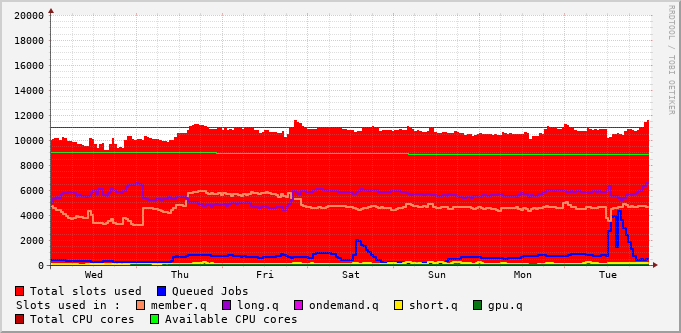 RRDTOOL / TOBI OETIKER
20000
18000
16000
14000
12000
10000
8000
6000
4000
2000
0
Wed Thu Fri Sat Sun Mon Tue
Total slots used Queued Jobs
Slots used in : member.q long.q ondemand.q short.q gpu.q
Total CPU cores Available CPU cores